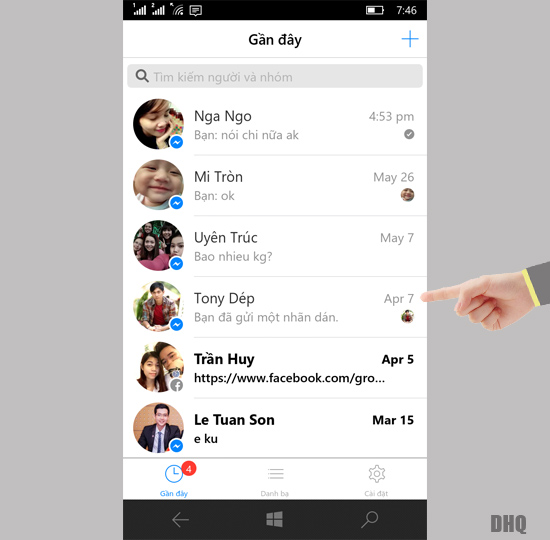 1 2 7:46
Gần đây
Tìm kiếm người và nhóm
Nga Ngo 4:53 pm
Bạn: nói chi nữa ak
Mi Tròn May 26
Bạn: ok
Uyên Trúc May 7
Bao nhieu kg?
Tony Dép Apr 7
Bạn đã gửi một nhãn dán.
Trần Huy Apr 5
https://www.facebook.com/gro...
Le Tuan Son Mar 15
e ku
4
Gần đây Danh bạ Cài đặt
DHQ